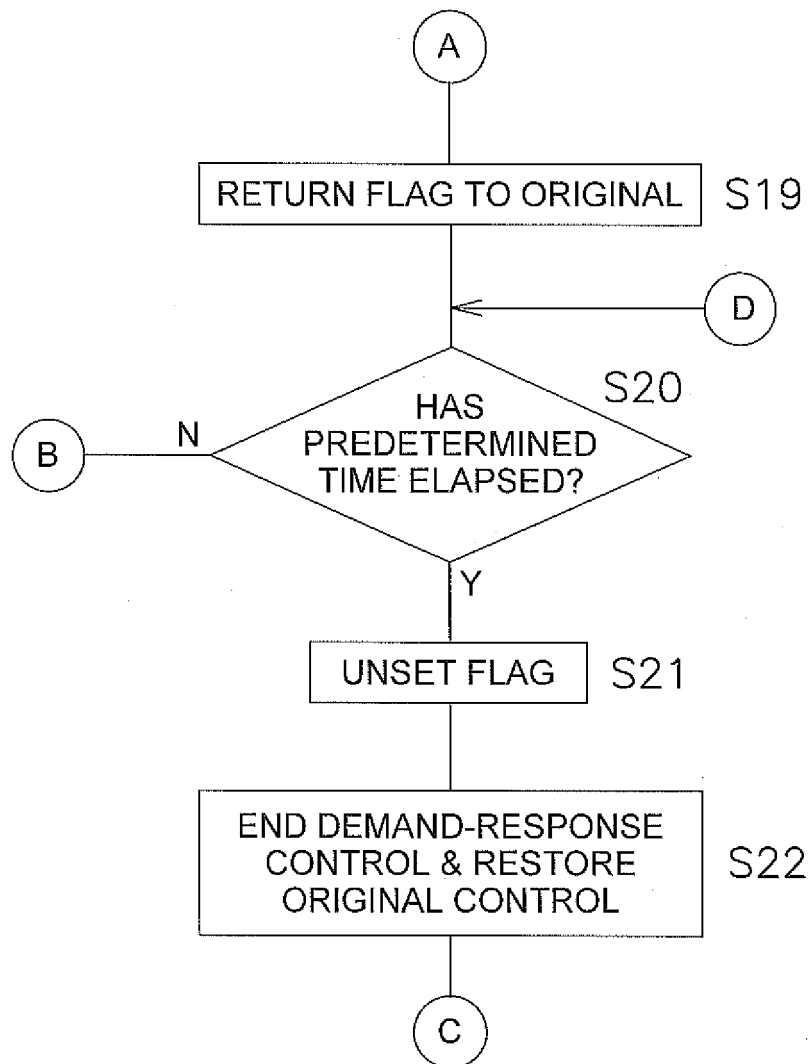 A
RETURN FLAG TO ORIGINAL
S19
D
S20
HAS
PREDETERMINED
TIME ELAPSED?
N
B
Y
UNSET FLAG
S21
END DEMAND-RESPONSE
CONTROL & RESTORE
ORIGINAL CONTROL
S22
C